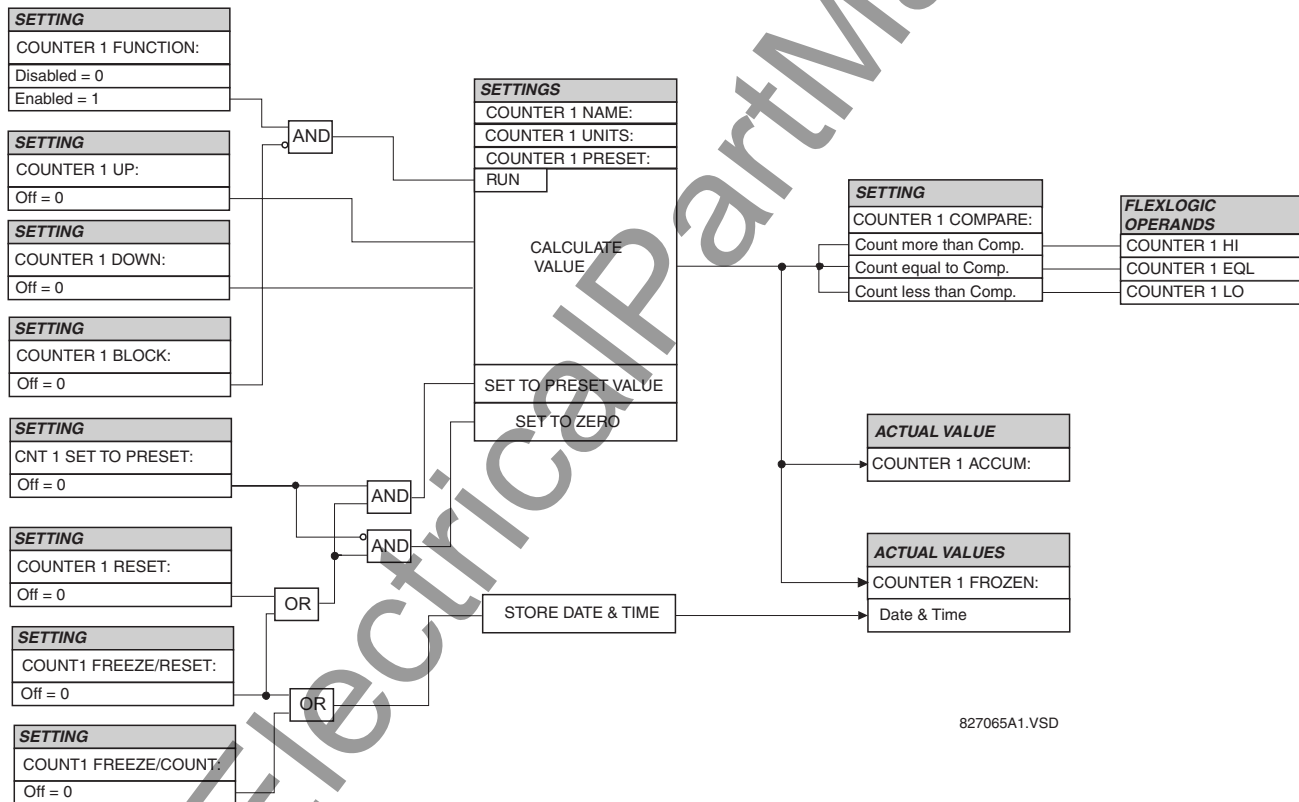 SETTING
COUNTER 1 FUNCTION:
Disabled = 0
Enabled = 1
SETTING
COUNTER 1 UP:
Off = 0
SETTING
COUNTER 1 DOWN:
Off = 0
SETTING
COUNTER 1 BLOCK:
Off = 0
SETTING
CNT 1 SET TO PRESET:
Off = 0
SETTING
COUNTER 1 RESET:
Off = 0
SETTING
COUNT1 FREEZE/RESET:
Off = 0
SETTING
COUNT1 FREEZE/COUNT:
Off = 0
AND
AND
AND
OR
OR
SETTINGS
COUNTER 1 NAME:
COUNTER 1 UNITS:
COUNTER 1 PRESET:
RUN
CALCULATE
VALUE
SET TO PRESET VALUE
SET TO ZERO
STORE DATE & TIME
SETTING
COUNTER 1 COMPARE:
Count more than Comp.
Count equal to Comp.
Count less than Comp.
FLEXLOGIC
OPERANDS
COUNTER 1 HI
COUNTER 1 EQL
COUNTER 1 LO
ACTUAL VALUE
COUNTER 1 ACCUM:
ACTUAL VALUES
COUNTER 1 FROZEN:
Date & Time
827065A1.VSD
ElectricalPartM